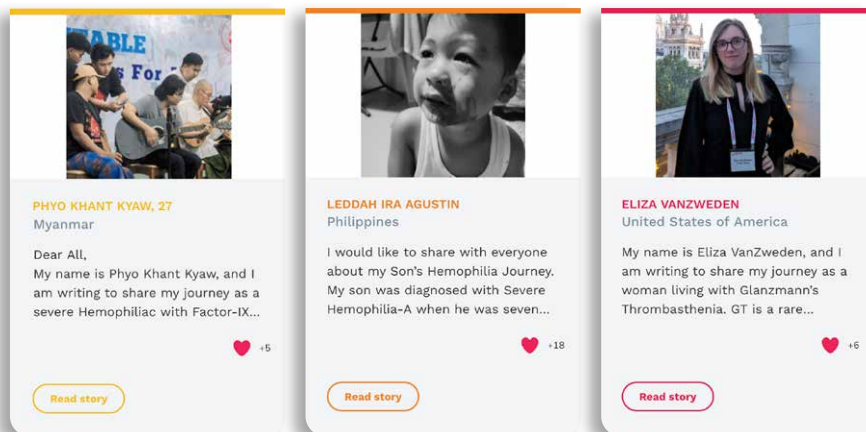 TABLE
s For
PHYO KHANT KYAW, 27
Myanmar
Dear All,
My name is Phyo Khant Kyaw, and I
am writing to share my journey as a
severe Hemophiliac with Factor-IX...
+5
Read story
LEDDAH IRA AGUSTIN
Philippines
I would like to share with everyone
about my Son's Hemophilia Journey.
My son was diagnosed with Severe
Hemophilia-A when he was seven...
+18
Read story
ELIZA VANZWEDEN
United States of America
My name is Eliza VanZweden, and I
am writing to share my journey as a
woman living with Glanzmann's
Thrombasthenia. GT is a rare...
+6
Read story